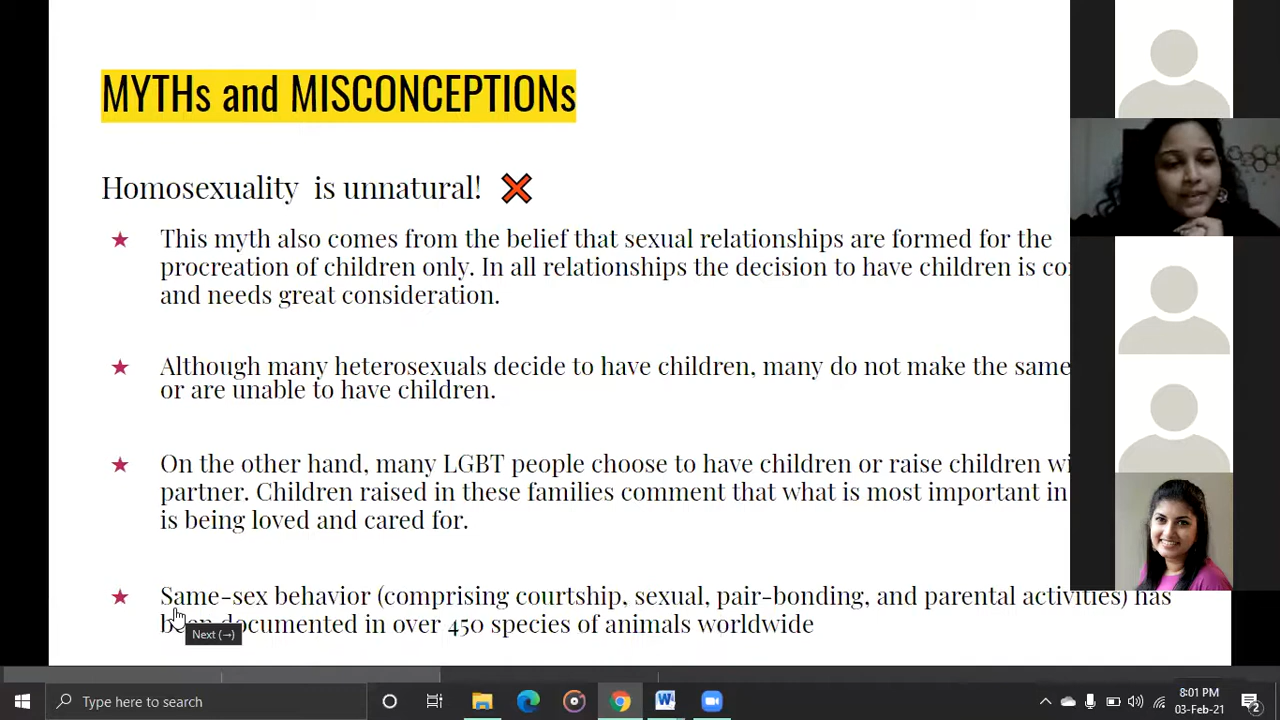 MYTHs and MISCONCEPTIONs
Homosexuality is unnatural!
This myth also comes from the belief that sexual relationships are formed for the
procreation of children only. In all relationships the decision to have children is
and needs great consideration.
Although many heterosexuals decide to have children, many do not make the same
or are unable to have children.
On the other hand, many LGBT people choose to have children or raise children
partner. Children raised in these families comment that what is most important in
is being loved and cared for.
Same-sex behavior (comprising courtship, sexual, pair-bonding, and parental activities) has
been documented in over 450 species of animals worldwide
Next (→)
Type here to search
8:01 PM
03-Feb-21
2